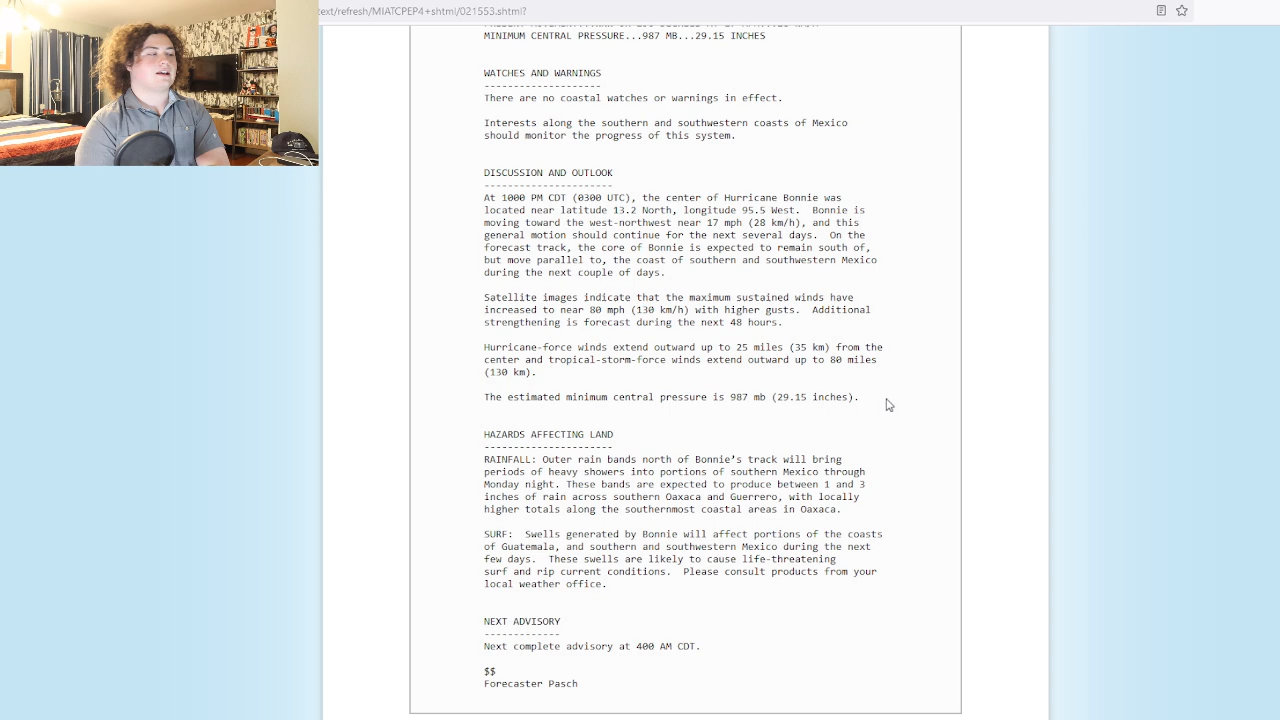 text/refresh/MIATCPEP4+shtml/021553.shtml?
MINIMUM CENTRAL PRESSURE...987 MB...29.15 INCHES
WATCHES AND WARNINGS
--------------------
There are no coastal watches or warnings in effect.
Interests along the southern and southwestern coasts of Mexico
should monitor the progress of this system.
DISCUSSION AND OUTLOOK
----------------------
At 1000 PM CDT (0300 UTC), the center of Hurricane Bonnie was
located near latitude 13.2 North, longitude 95.5 West.  Bonnie is
moving toward the west-northwest near 17 mph (28 km/h), and this
general motion should continue for the next several days.  On the
forecast track, the core of Bonnie is expected to remain south of,
but move parallel to, the coast of southern and southwestern Mexico
during the next couple of days.
Satellite images indicate that the maximum sustained winds have
increased to near 80 mph (130 km/h) with higher gusts.  Additional
strengthening is forecast during the next 48 hours.
Hurricane-force winds extend outward up to 25 miles (35 km) from the
center and tropical-storm-force winds extend outward up to 80 miles
(130 km).
The estimated minimum central pressure is 987 mb (29.15 inches).
HAZARDS AFFECTING LAND
----------------------
RAINFALL: Outer rain bands north of Bonnie's track will bring
periods of heavy showers into portions of southern Mexico through
Monday night. These bands are expected to produce between 1 and 3
inches of rain across southern Oaxaca and Guerrero, with locally
higher totals along the southernmost coastal areas in Oaxaca.
SURF:  Swells generated by Bonnie will affect portions of the coasts
of Guatemala, and southern and southwestern Mexico during the next
few days.  These swells are likely to cause life-threatening
surf and rip current conditions.  Please consult products from your
local weather office.
NEXT ADVISORY
-------------
Next complete advisory at 400 AM CDT.
$$
Forecaster Pasch